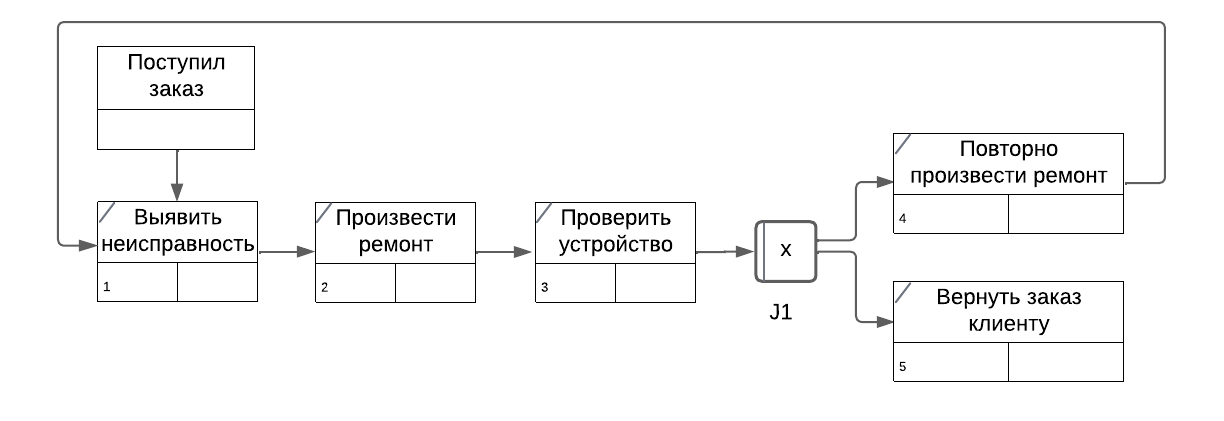 Поступил
заказ
Выявить
неисправность
1
Произвести
ремонт
2
Проверить
устройство
3
x
J1
Повторно
произвести ремонт
4
Вернуть заказ
клиенту
5